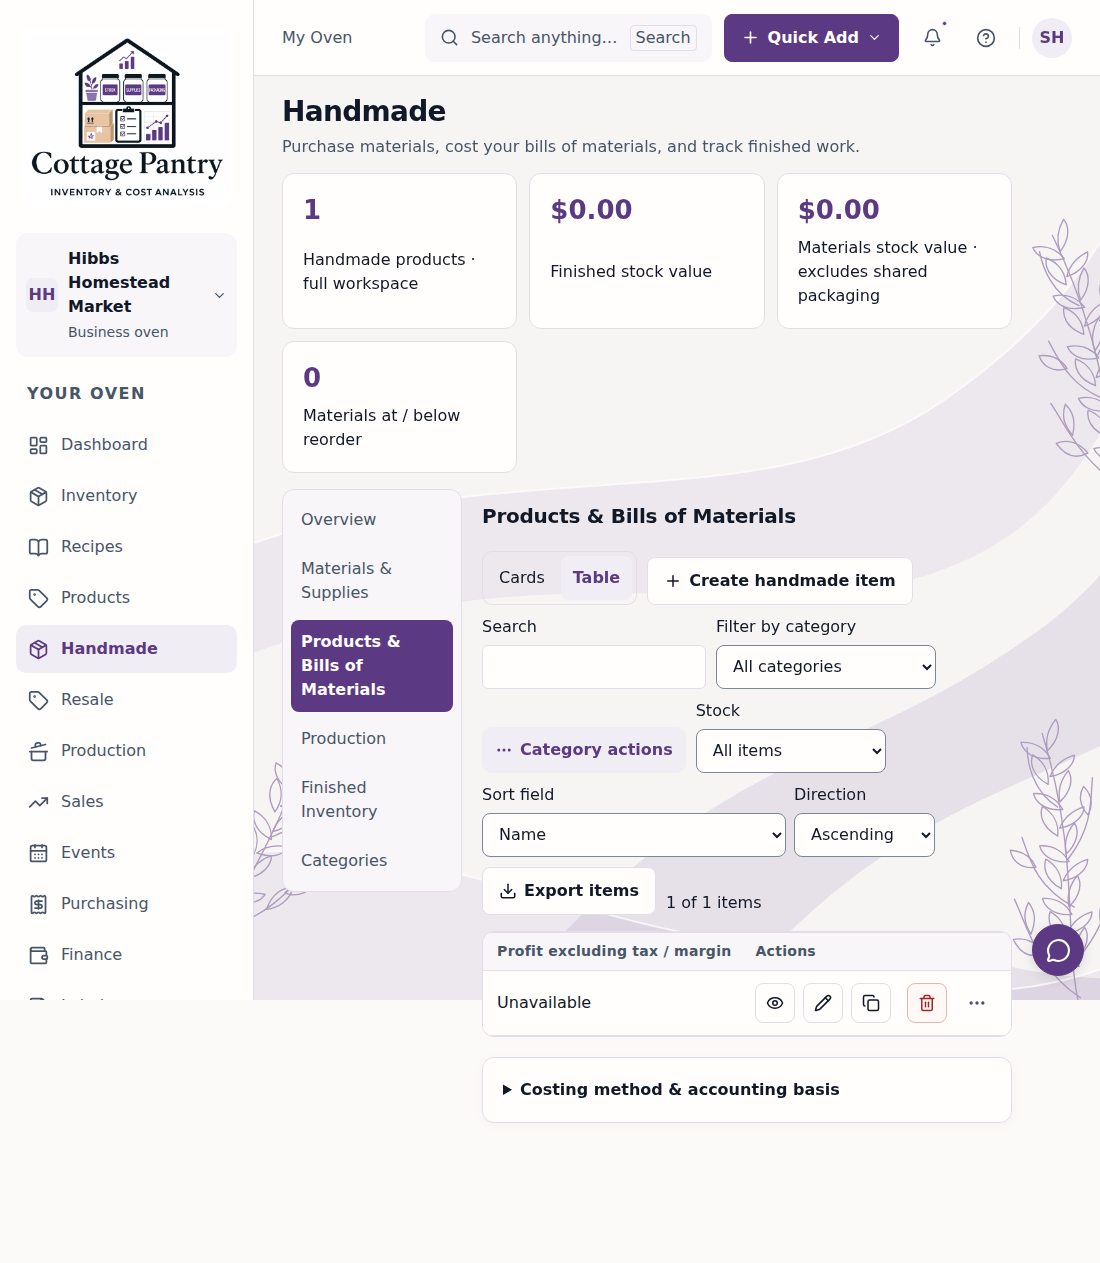 My Oven
Search anything...
Search
Quick Add
SH
STOCK
SUPPLIES
PACKAGING
Cottage Pantry
INVENTORY & COST ANALYSIS
HH
Hibbs
Homestead
Market
Business oven
YOUR OVEN
Dashboard
Inventory
Recipes
Products
Handmade
Resale
Production
Sales
Events
Purchasing
Finance
Handmade
Purchase materials, cost your bills of materials, and track finished work.
1
Handmade products ·
full workspace
$0.00
Finished stock value
$0.00
Materials stock value ·
excludes shared
packaging
0
Materials at / below
reorder
Overview
Materials &
Supplies
Products &
Bills of
Materials
Production
Finished
Inventory
Categories
Products & Bills of Materials
Cards
Table
Create handmade item
Search
Filter by category
All categories
Category actions
Stock
All items
Sort field
Direction
Name
Ascending
Export items
1 of 1 items
Profit excluding tax / margin
Actions
Unavailable
Costing method & accounting basis